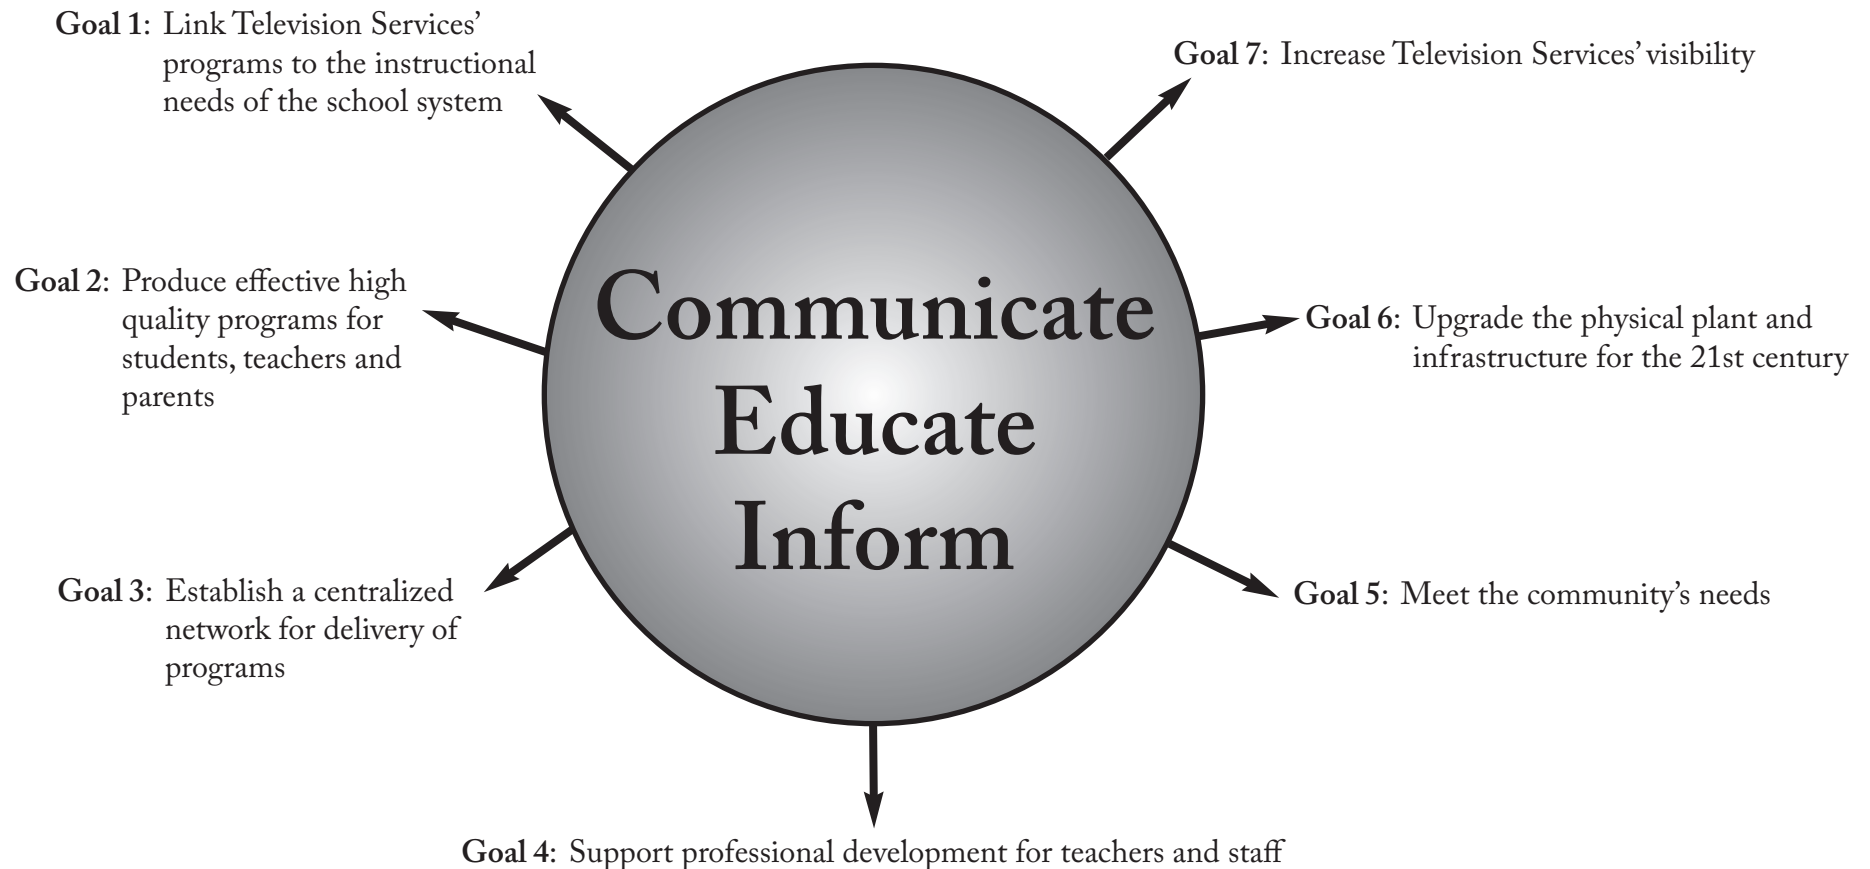 Goal 1: Link Television Services’
programs to the instructional
needs of the school system
Goal 2: Produce effective high
quality programs for
students, teachers and
parents
Goal 3: Establish a centralized
network for delivery of
programs
Goal 4: Support professional development for teachers and staff
Goal 5: Meet the community’s needs
Goal 6: Upgrade the physical plant and
infrastructure for the 21st century
Goal 7: Increase Television Services’ visibility
Communicate
Educate
Inform